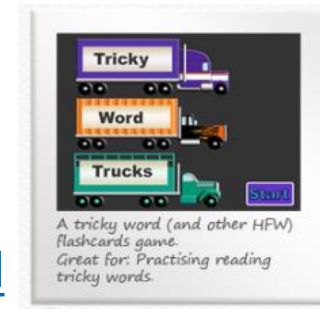 Tricky
Word
Trucks
Start
A tricky word (and other HFW)
flashcards game.
Great for: Practising reading
tricky words.